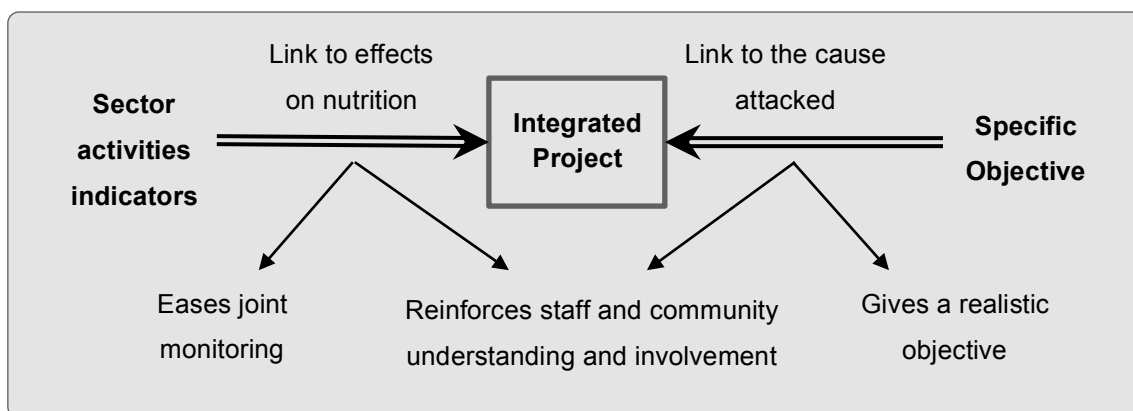 Link to effects
on nutrition
Link to the cause
attacked
Sector
activities
indicators
Integrated
Project
Specific
Objective
Eases joint
monitoring
Reinforces staff and community
understanding and involvement
Gives a realistic
objective